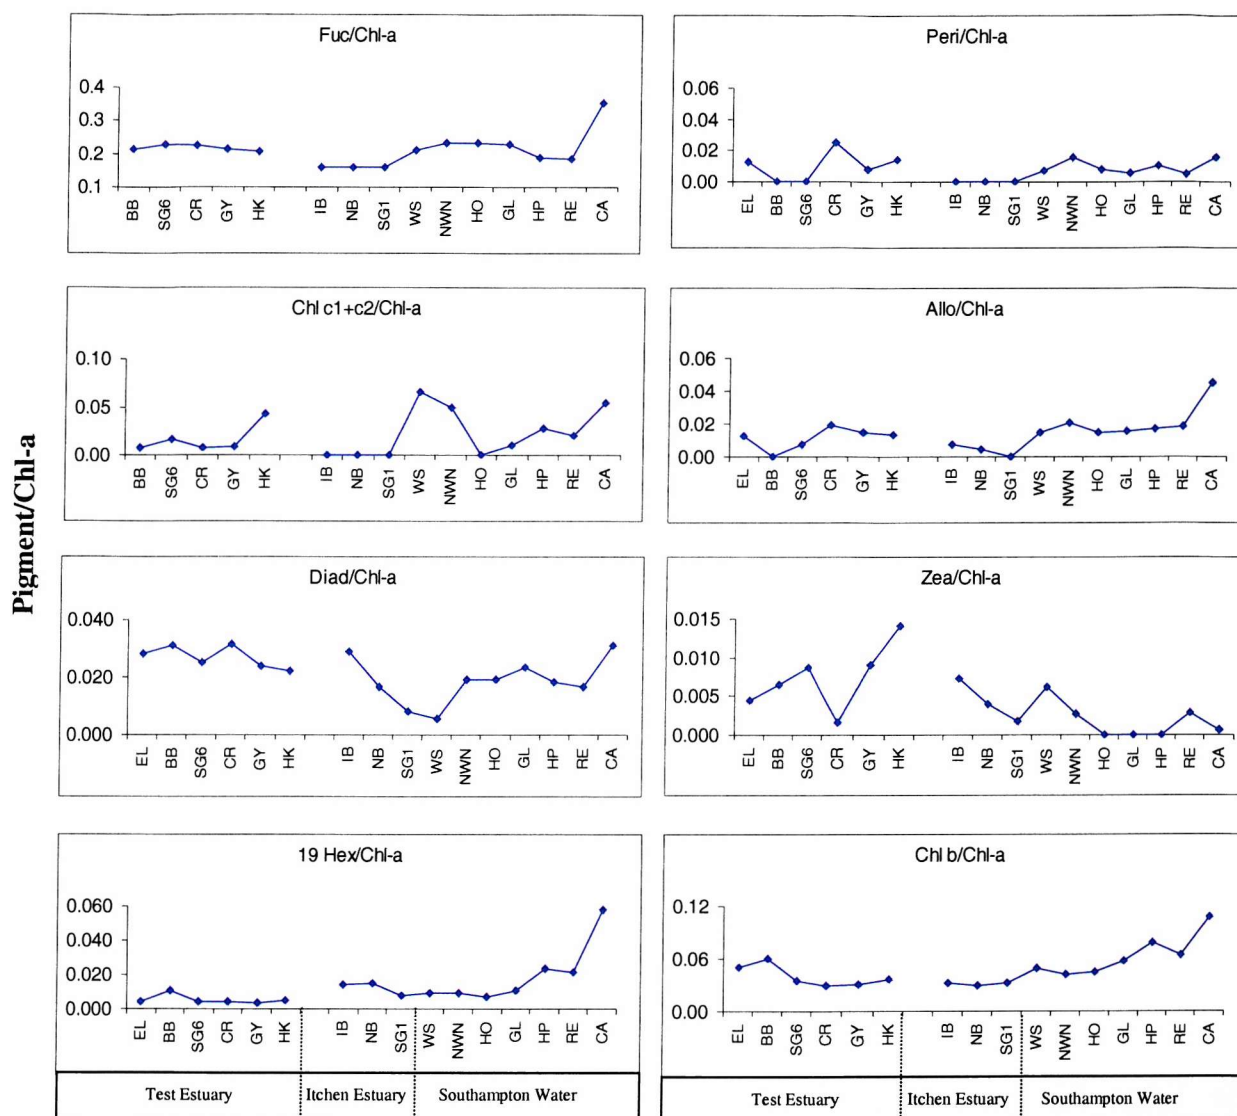 Pigment/Chl-a
Fuc/Chl-a
0.4
0.3
0.2
0.1
BB SG6 CR GY HK IB NB SG1 WS NWN HO GL HP RE CA
Peri/Chl-a
0.06
0.04
0.02
0.00
EL BB SG6 CR GY HK IB NB SG1 WS NWN HO GL HP RE CA
Chl c1+c2/Chl-a
0.10
0.05
0.00
BB SG6 CR GY HK IB NB SG1 WS NWN HO GL HP RE CA
Allo/Chl-a
0.06
0.04
0.02
0.00
EL BB SG6 CR GY HK IB NB SG1 WS NWN HO GL HP RE CA
Diad/Chl-a
0.040
0.020
0.000
EL BB SG6 CR GY HK IB NB SG1 WS NWN HO GL HP RE CA
Zea/Chl-a
0.015
0.010
0.005
0.000
EL BB SG6 CR GY HK IB NB SG1 WS NWN HO GL HP RE CA
19 Hex/Chl-a
0.060
0.040
0.020
0.000
EL BB SG6 CR GY HK IB NB SG1 WS NWN HO GL HP RE CA
Test Estuary Itchen Estuary Southampton Water
Chl b/Chl-a
0.12
0.06
0.00
EL BB SG6 CR GY HK IB NB SG1 WS NWN HO GL HP RE CA
Test Estuary Itchen Estuary Southampton Water